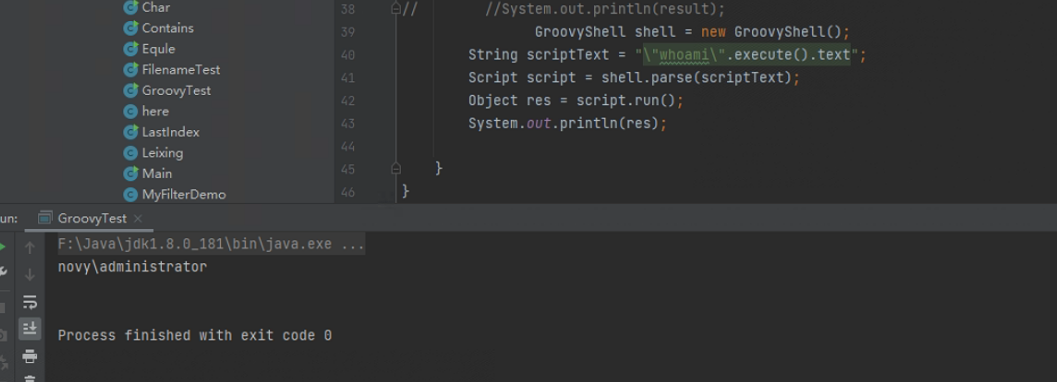 Char
Contains
Equle
FilenameTest
GroovyTest
here
LastIndex
Leixing
Main
MyFilterDemo
38 // //System.out.println(result);
39 GroovyShell shell = new GroovyShell();
40 String scriptText = "\"whoami\".execute().text";
41 Script script = shell.parse(scriptText);
42 Object res = script.run();
43 System.out.println(res);
44
45 }
46 }
un: GroovyTest
F:\Java\jdk1.8.0_181\bin\java.exe ...
novy\administrator
Process finished with exit code 0